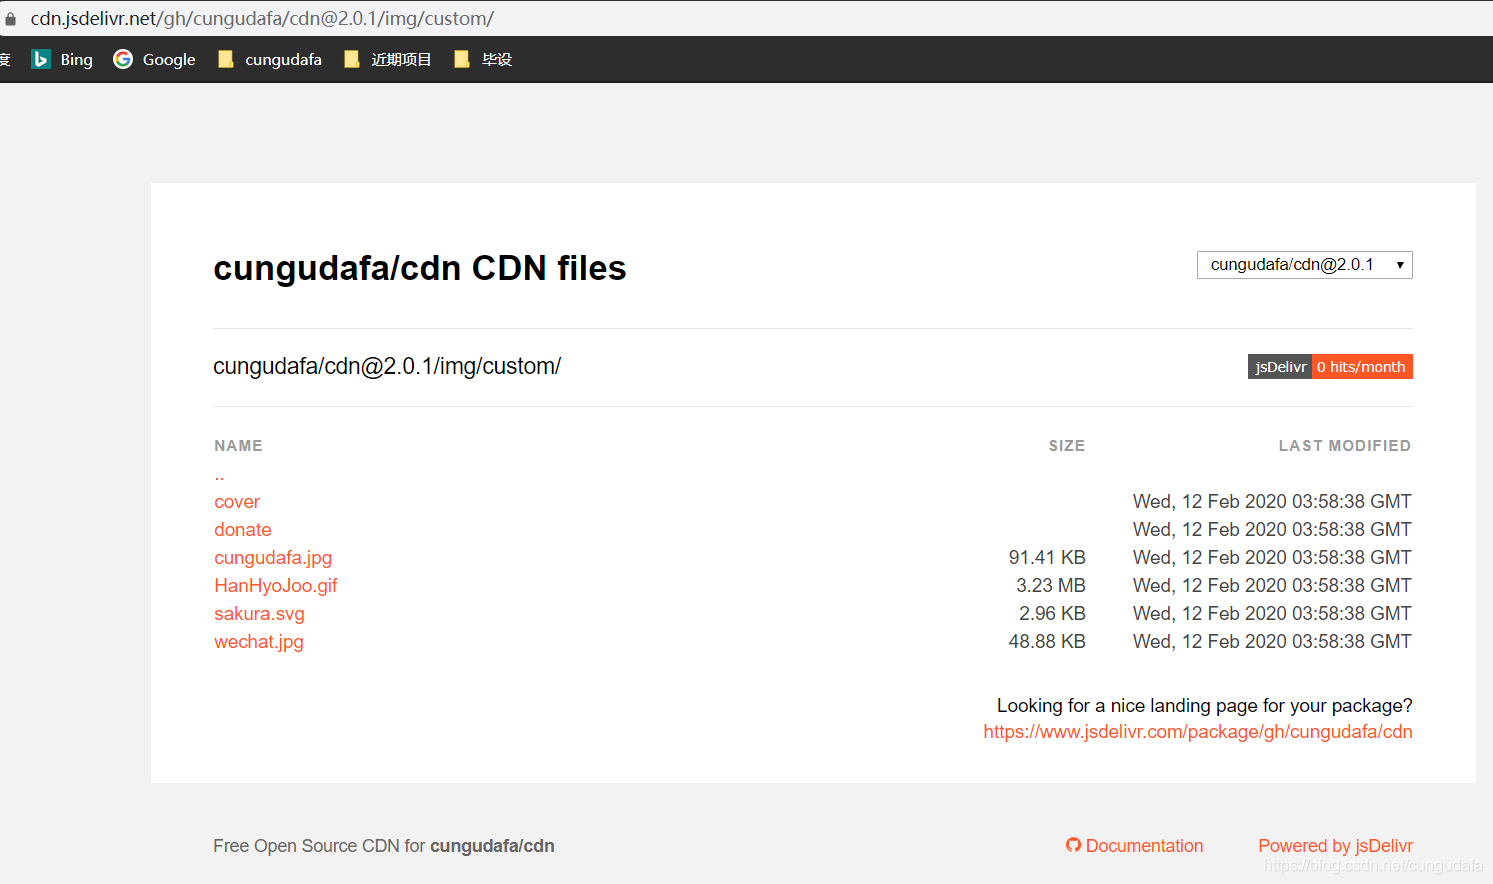 cdn.jsdelivr.net/gh/cungudafa/cdn@2.0.1/img/custom/
度 Bing Google cungudafa 近期项目 毕设
cungudafa/cdn CDN files
cungudafa/cdn@2.0.1 ▼
cungudafa/cdn@2.0.1/img/custom/
jsDelivr 0 hits/month
NAME SIZE LAST MODIFIED
..
cover Wed, 12 Feb 2020 03:58:38 GMT
donate Wed, 12 Feb 2020 03:58:38 GMT
cungudafa.jpg 91.41 KB Wed, 12 Feb 2020 03:58:38 GMT
HanHyoJoo.gif 3.23 MB Wed, 12 Feb 2020 03:58:38 GMT
sakura.svg 2.96 KB Wed, 12 Feb 2020 03:58:38 GMT
wechat.jpg 48.88 KB Wed, 12 Feb 2020 03:58:38 GMT
Looking for a nice landing page for your package?
https://www.jsdelivr.com/package/gh/cungudafa/cdn
Free Open Source CDN for cungudafa/cdn Documentation Powered by jsDelivr
https://blog.csdn.net/cungudafa